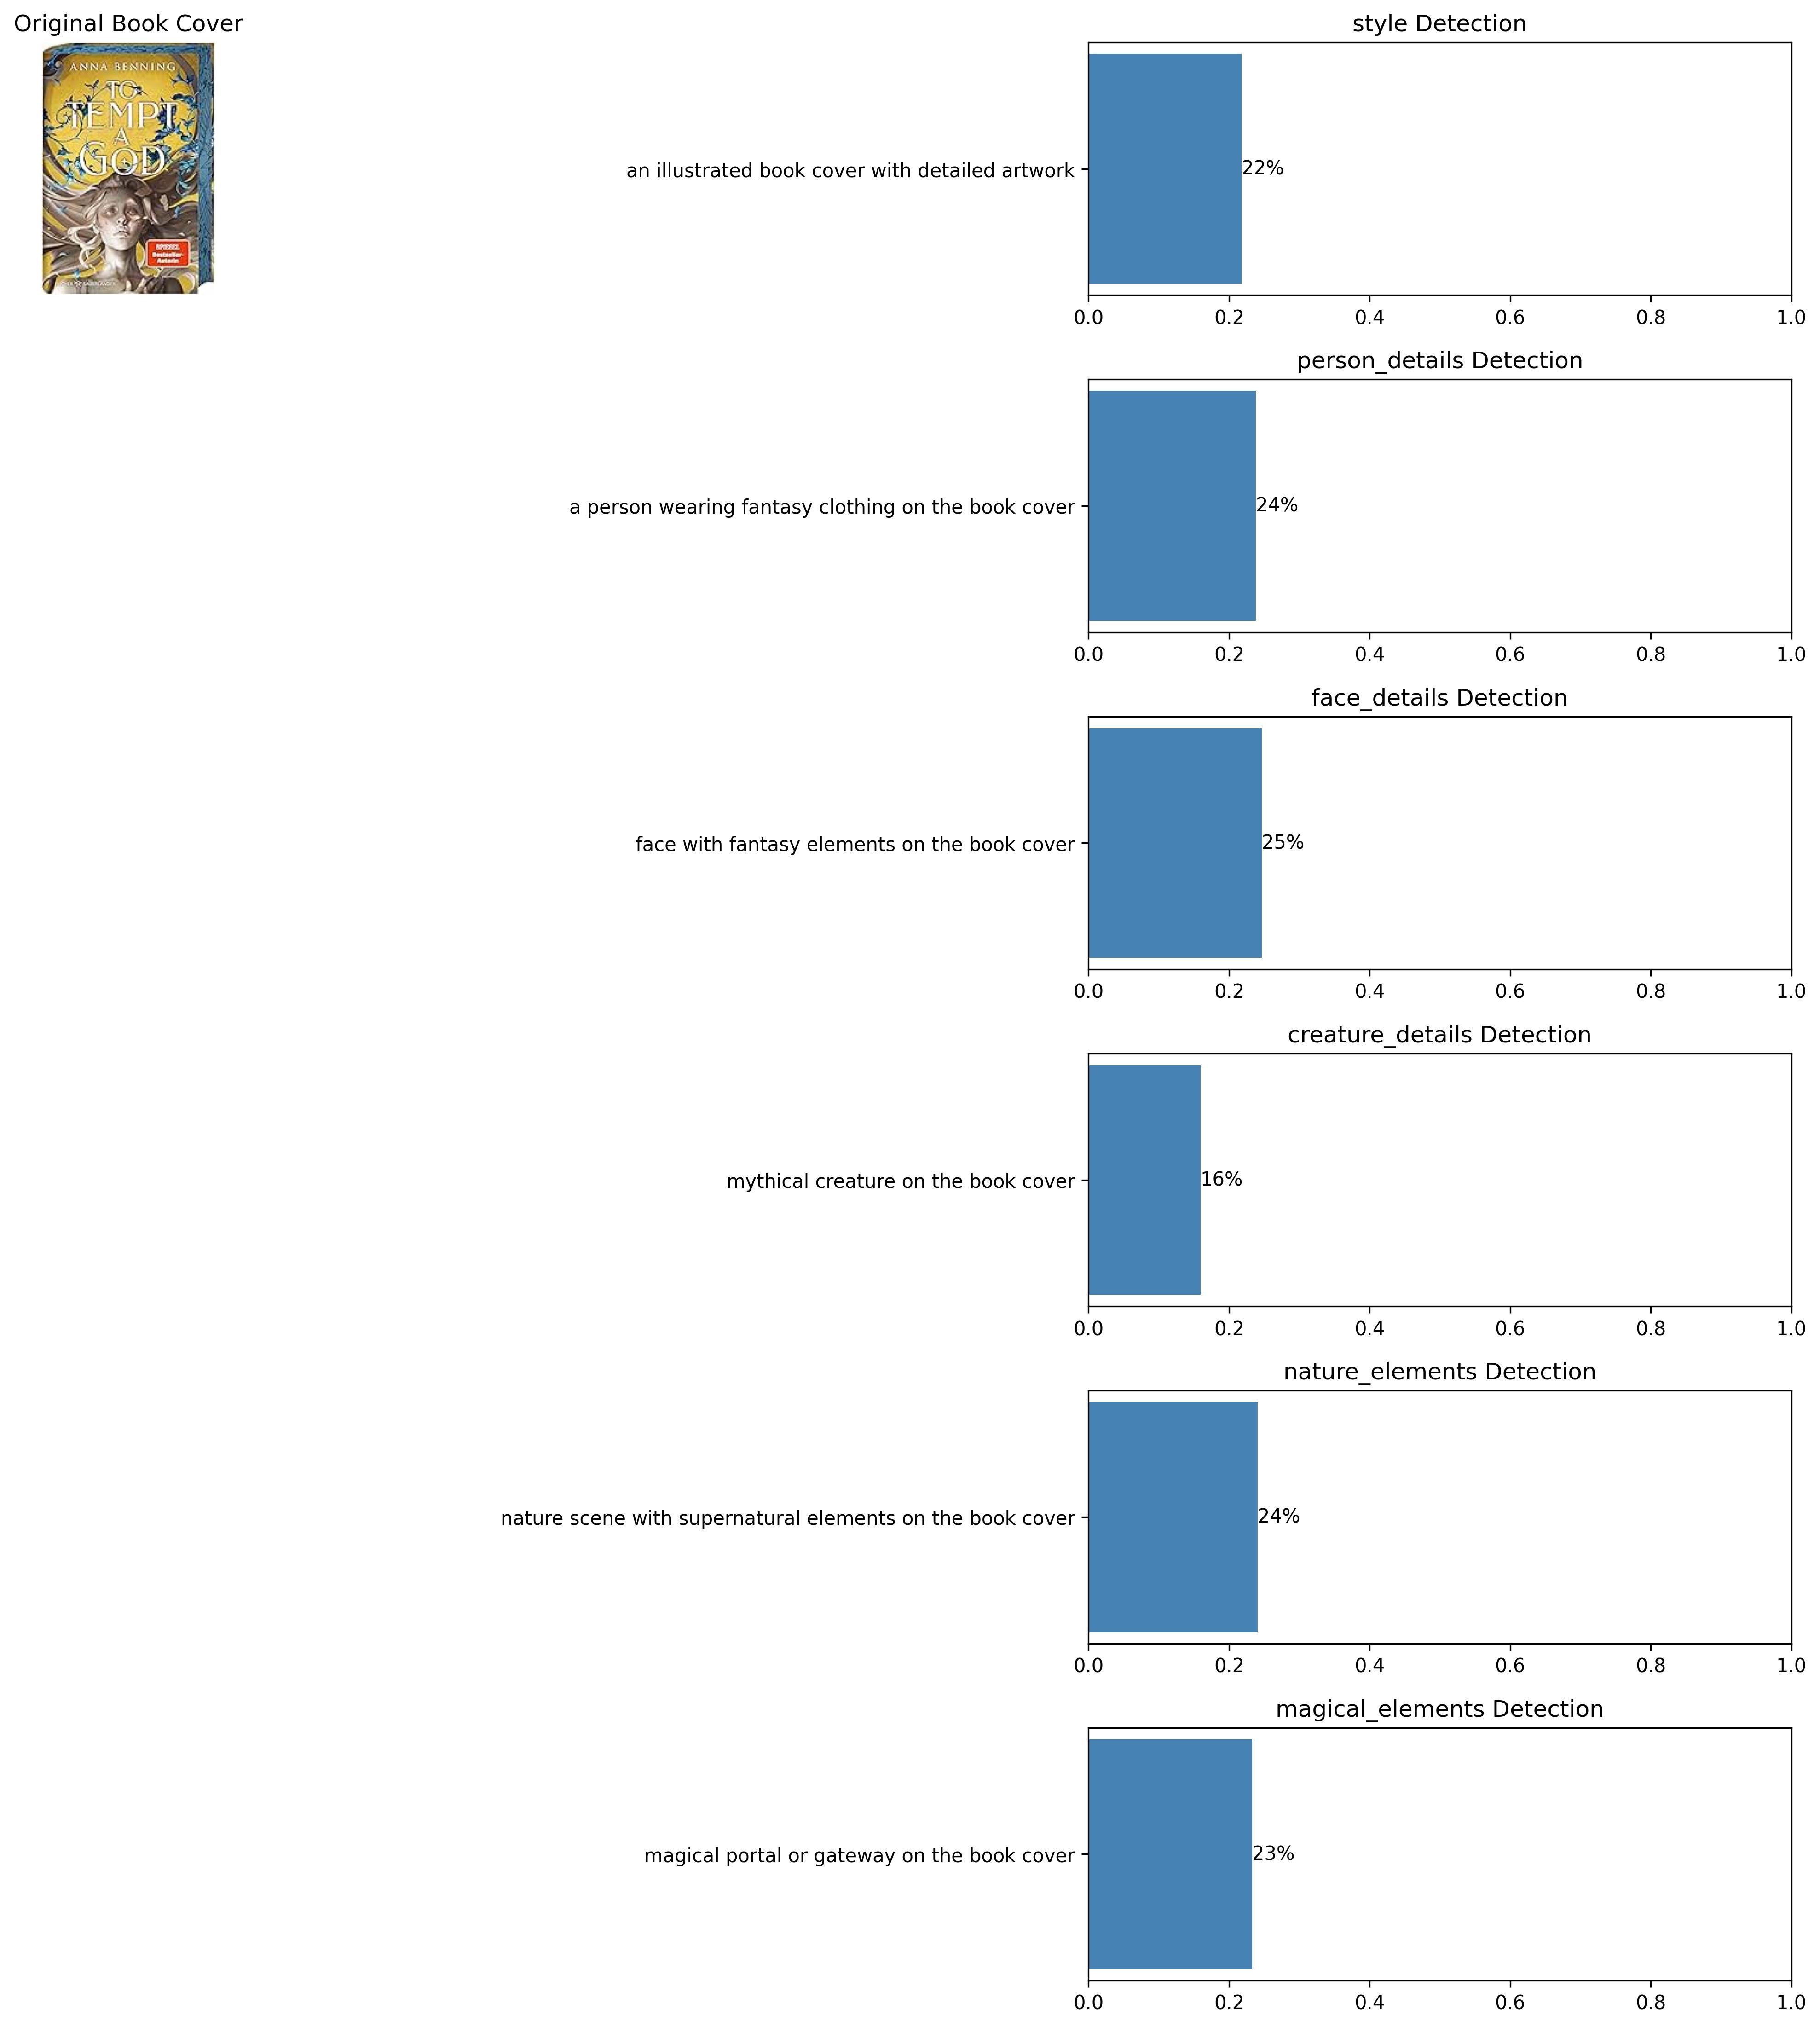 Original Book Cover
ANNA BENNING
TO
TEMPT
A
GOD
SPIEGEL
Bestseller-
Autorin
style Detection
an illustrated book cover with detailed artwork
22%
0.0 0.2 0.4 0.6 0.8 1.0
person_details Detection
a person wearing fantasy clothing on the book cover
24%
0.0 0.2 0.4 0.6 0.8 1.0
face_details Detection
face with fantasy elements on the book cover
25%
0.0 0.2 0.4 0.6 0.8 1.0
creature_details Detection
mythical creature on the book cover
16%
0.0 0.2 0.4 0.6 0.8 1.0
nature_elements Detection
nature scene with supernatural elements on the book cover
24%
0.0 0.2 0.4 0.6 0.8 1.0
magical_elements Detection
magical portal or gateway on the book cover
23%
0.0 0.2 0.4 0.6 0.8 1.0